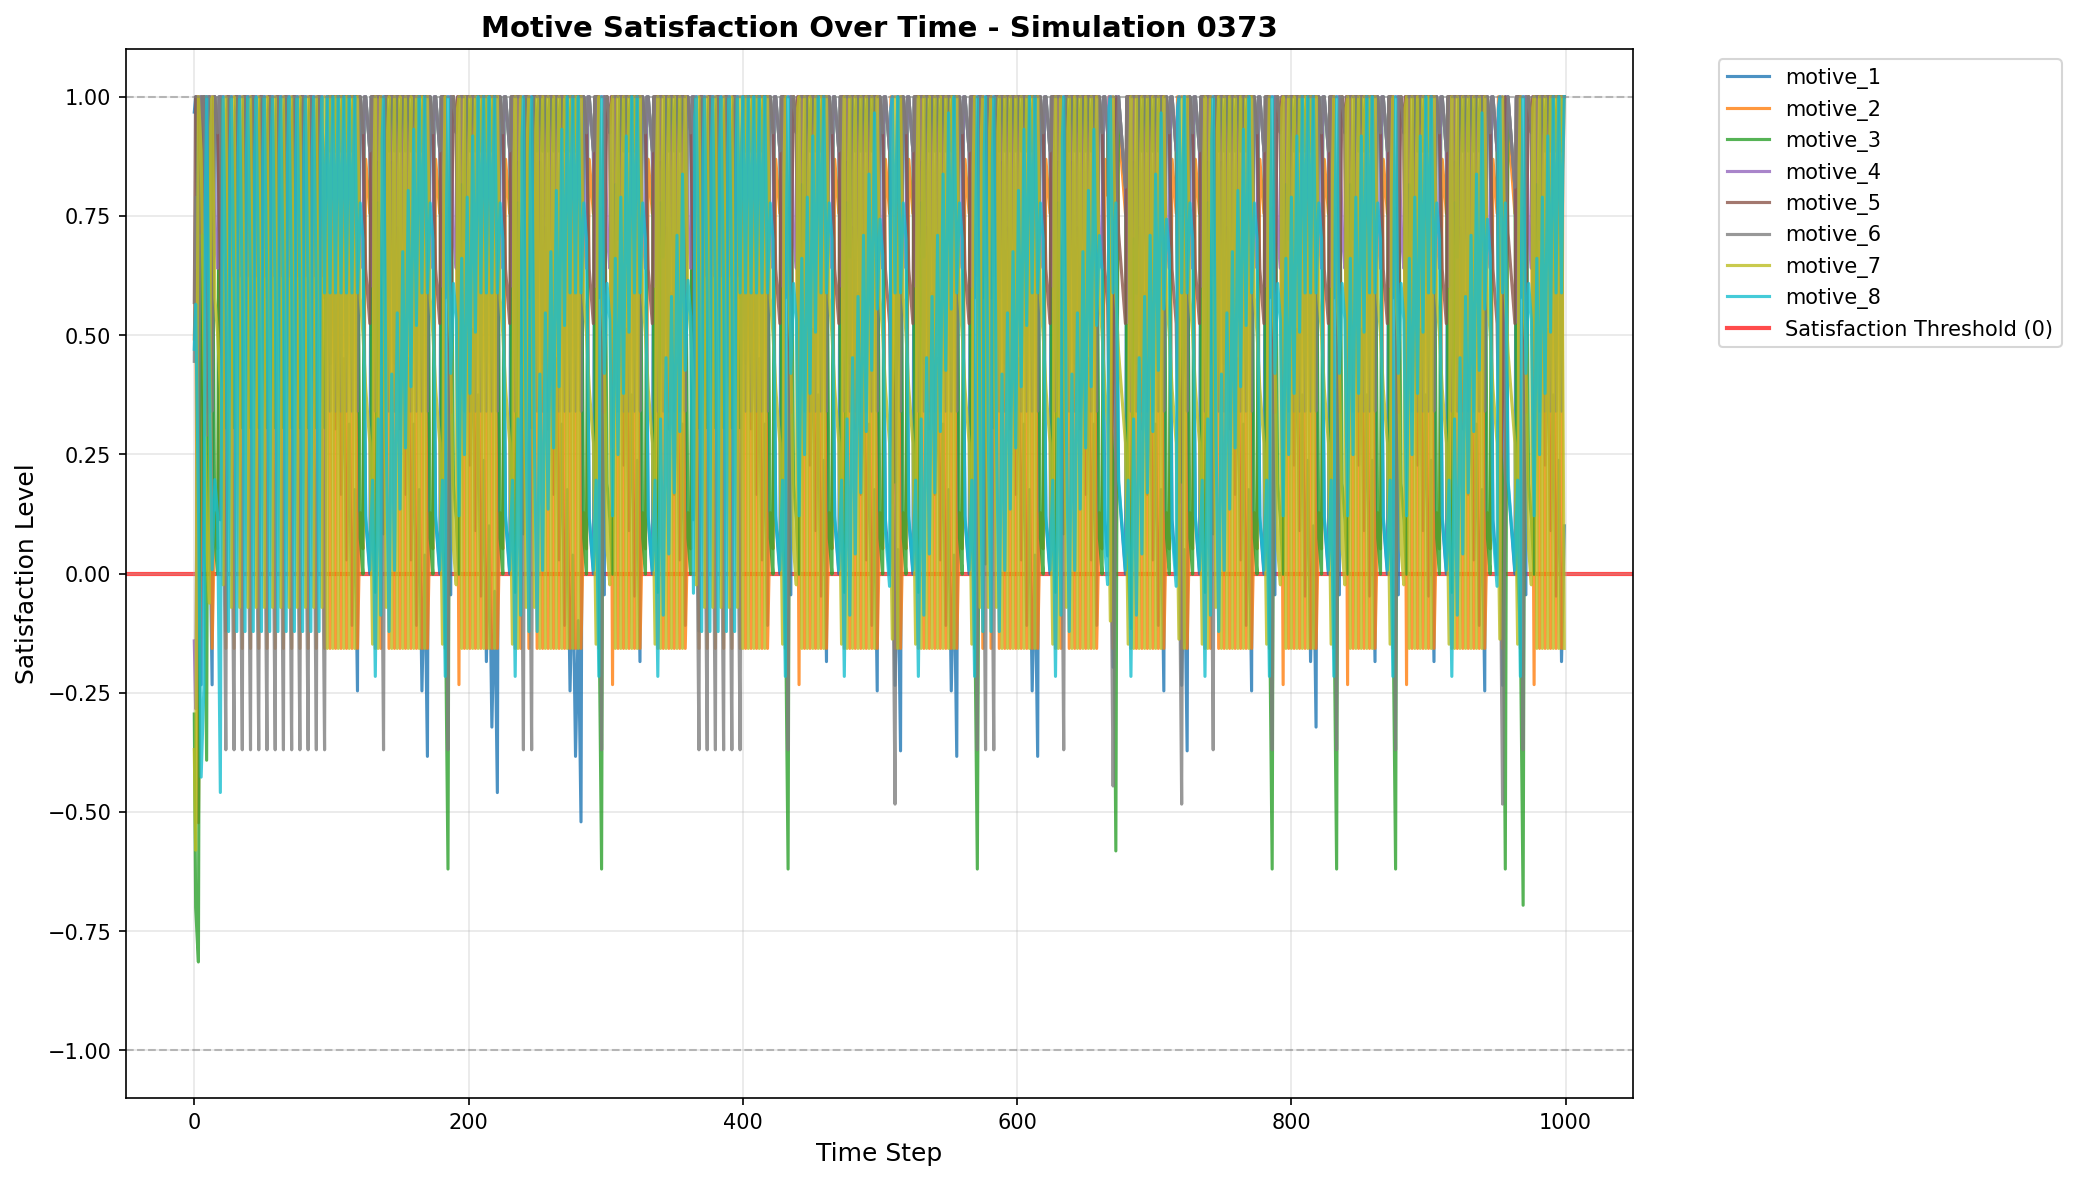 Motive Satisfaction Over Time - Simulation 0373
Satisfaction Level
1.00
0.75
0.50
0.25
0.00
−0.25
−0.50
−0.75
−1.00
0
200
400
600
800
1000
Time Step
motive_1
motive_2
motive_3
motive_4
motive_5
motive_6
motive_7
motive_8
Satisfaction Threshold (0)